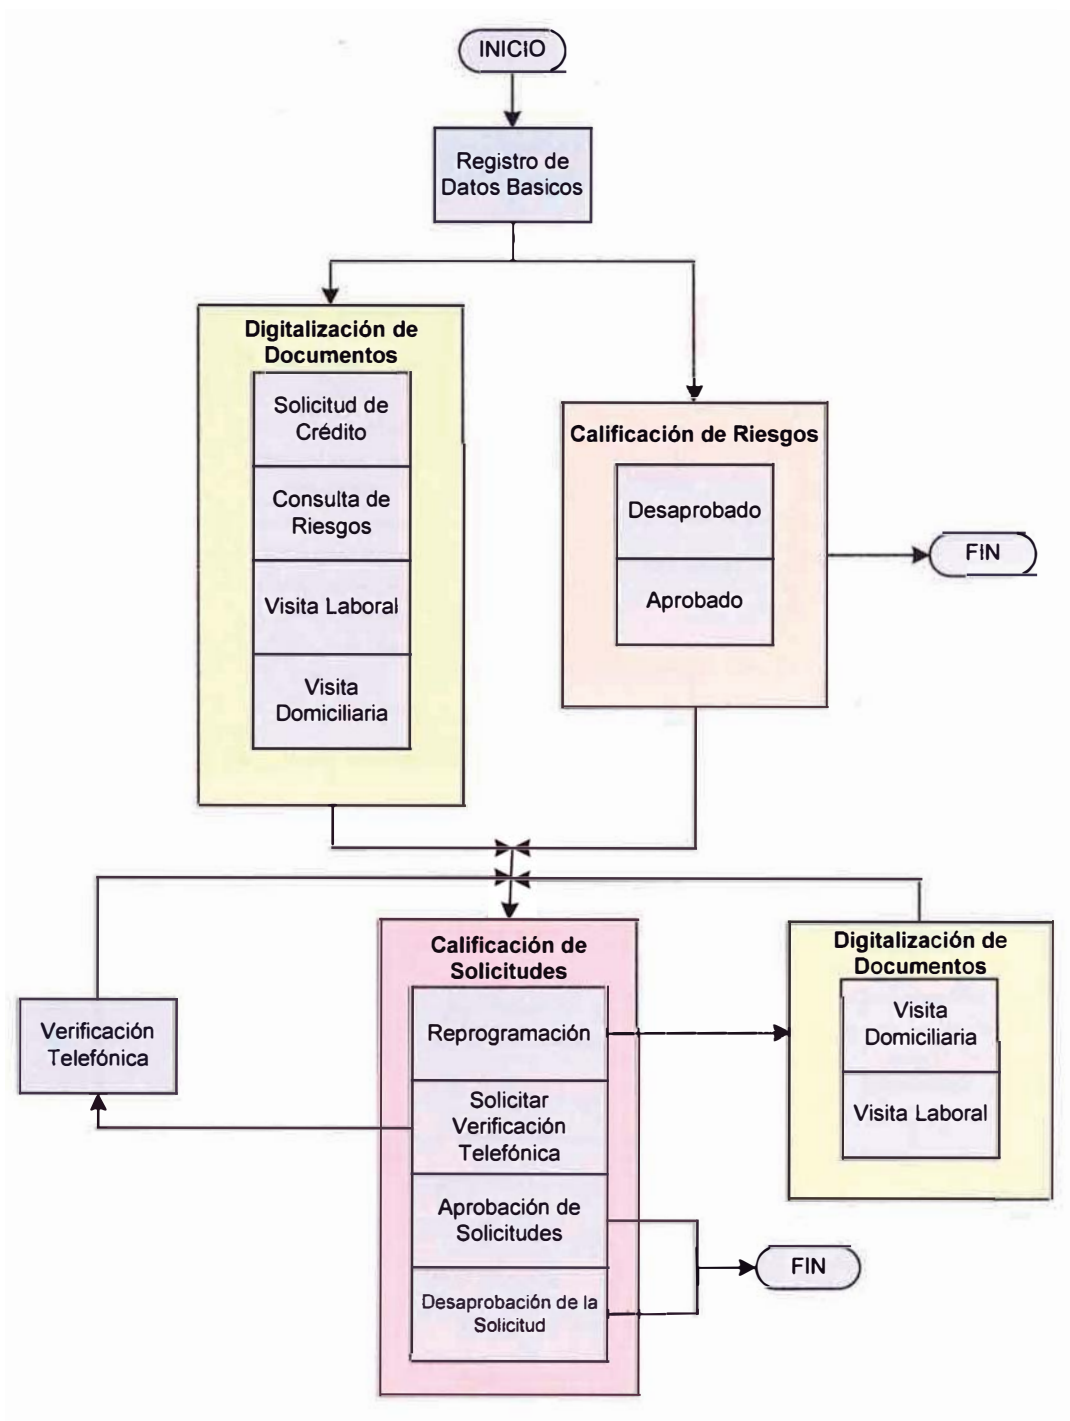 INICIO
Registro de
Datos Basicos
Digitalización de
Documentos
Solicitud de
Crédito
Consulta de
Riesgos
Visita Laboral
Visita
Domiciliaria
Calificación de Riesgos
Desaprobado
Aprobado
FIN
Calificación de
Solicitudes
Reprogramación
Solicitar
Verificación
Telefónica
Aprobación de
Solicitudes
Desaprobación de la
Solicitud
Verificación
Telefónica
Digitalización de
Documentos
Visita
Domiciliaria
Visita Laboral
FIN